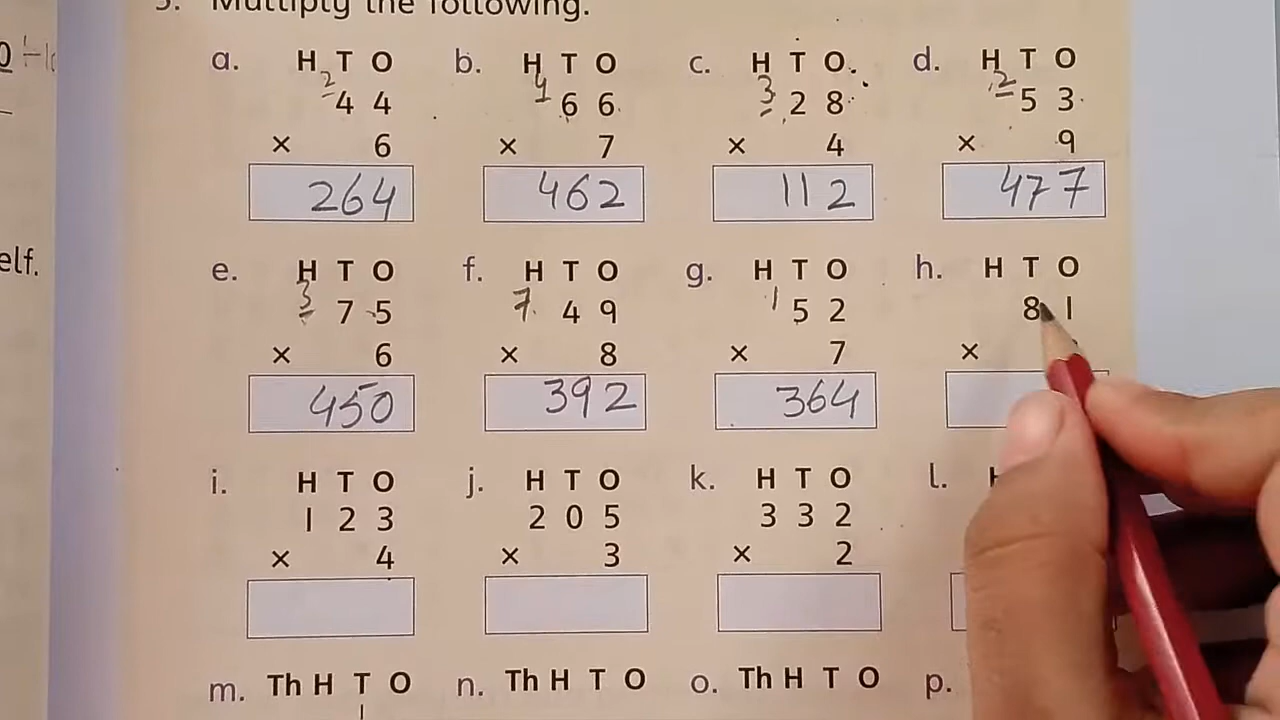 5. Multiply the following.
a. H T O b. H T O c. H T O d. H T O
2 4 4 4 6 6 3 2 8 2 5 3
× 6 × 7 × 4 × 9
264 462 112 477
elf.
e. H T O f. H T O g. H T O h. H T O
3 7 5 7 4 9 1 5 2 8 1
× 6 × 8 × 7 ×
450 392 364
i. H T O j. H T O k. H T O l. H
1 2 3 2 0 5 3 3 2
× 4 × 3 × 2
m. Th H T O n. Th H T O o. Th H T O p.